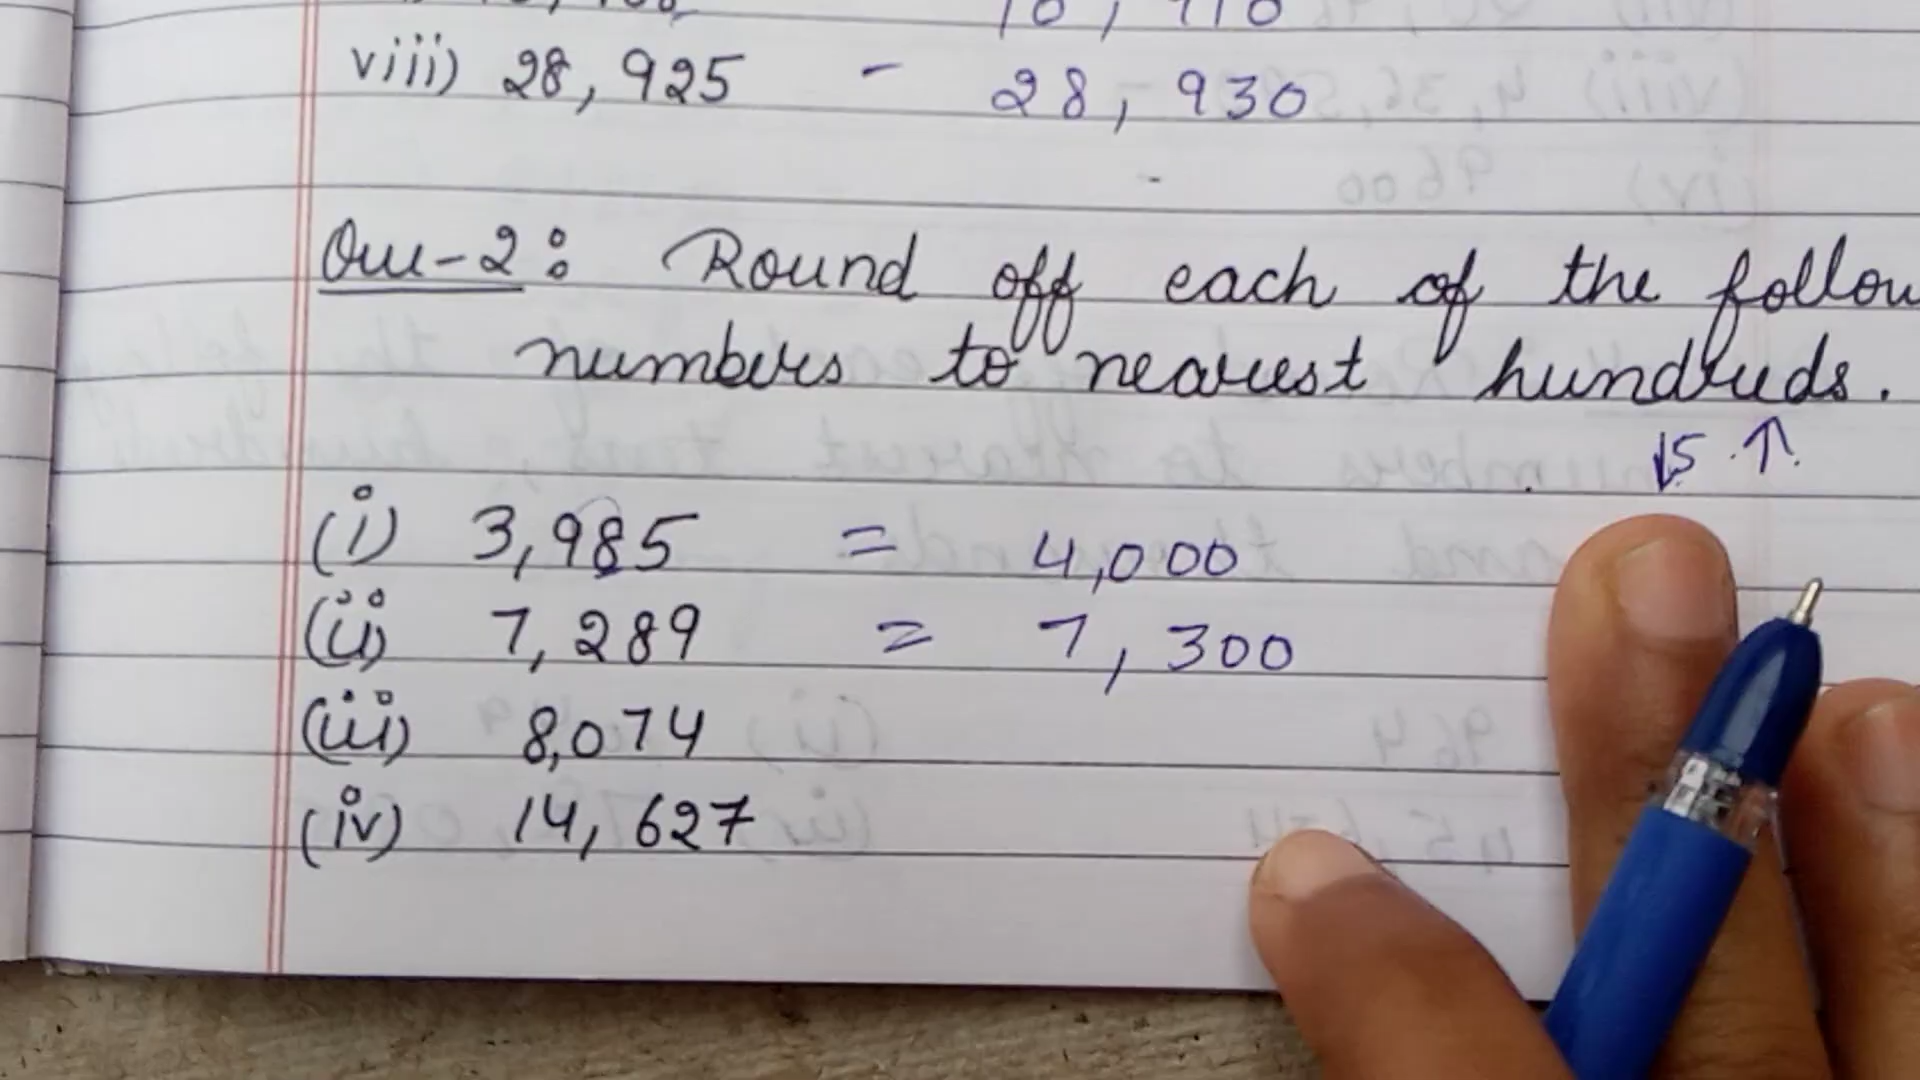 viii) 28,925 - 28,930
Que-2: Round off each of the follow
numbers to nearest hundreds.
↓5 ↑
(i) 3,985 = 4,000
(ii) 7,289 = 7,300
(iii) 8,074
(iv) 14,627